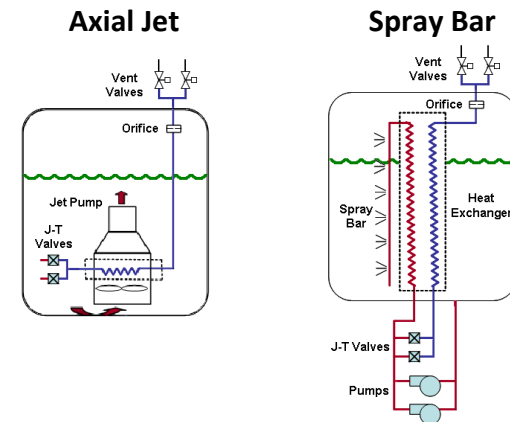 Axial Jet
Vent
Valves
Orifice
Jet Pump
J-T
Valves
Spray Bar
Vent
Valves
Orifice
Spray
Bar
Heat
Exchanger
J-T Valves
Pumps